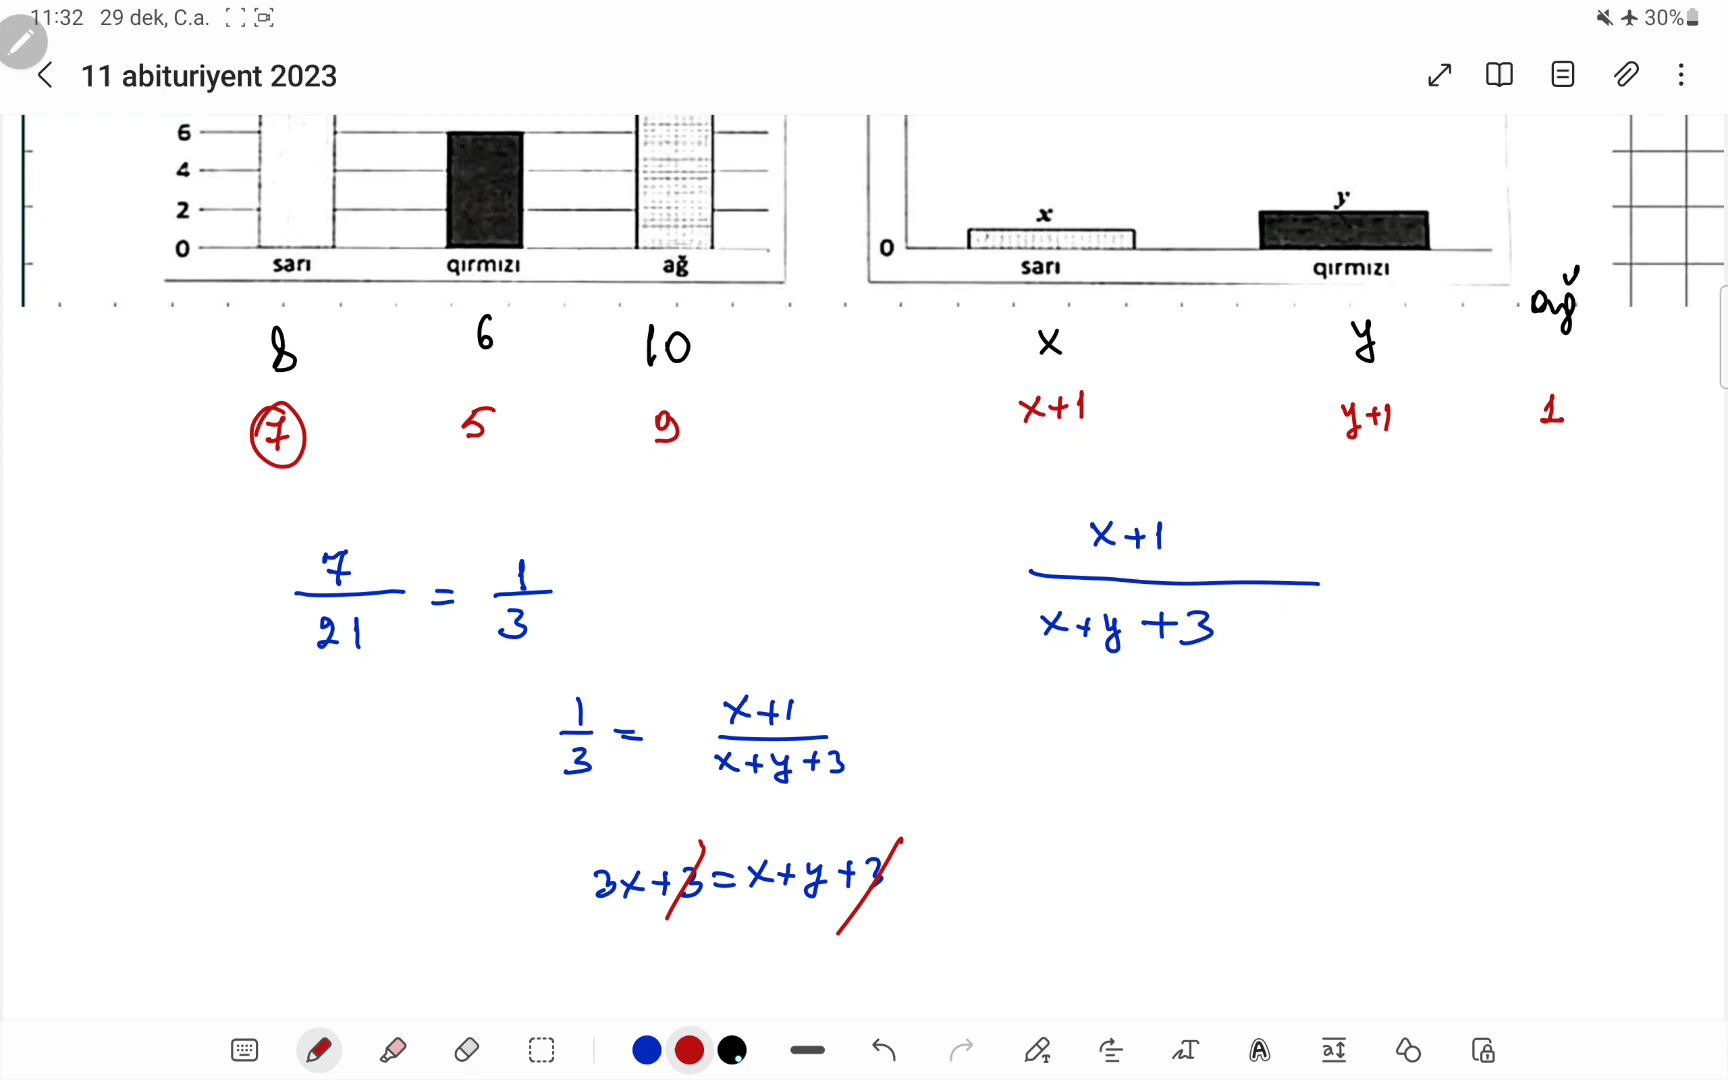 11:32 29 dek, C.a. 30%
11 abituriyent 2023
6
4
2
0
sarı qırmızı ağ
x y
0
sarı qırmızı ağ
8 6 10 x y
7 5 9 x+1 y+1 1
7/21 = 1/3
x+1/x+y+3
1/3 = x+1/x+y+3
3x+3=x+y+3